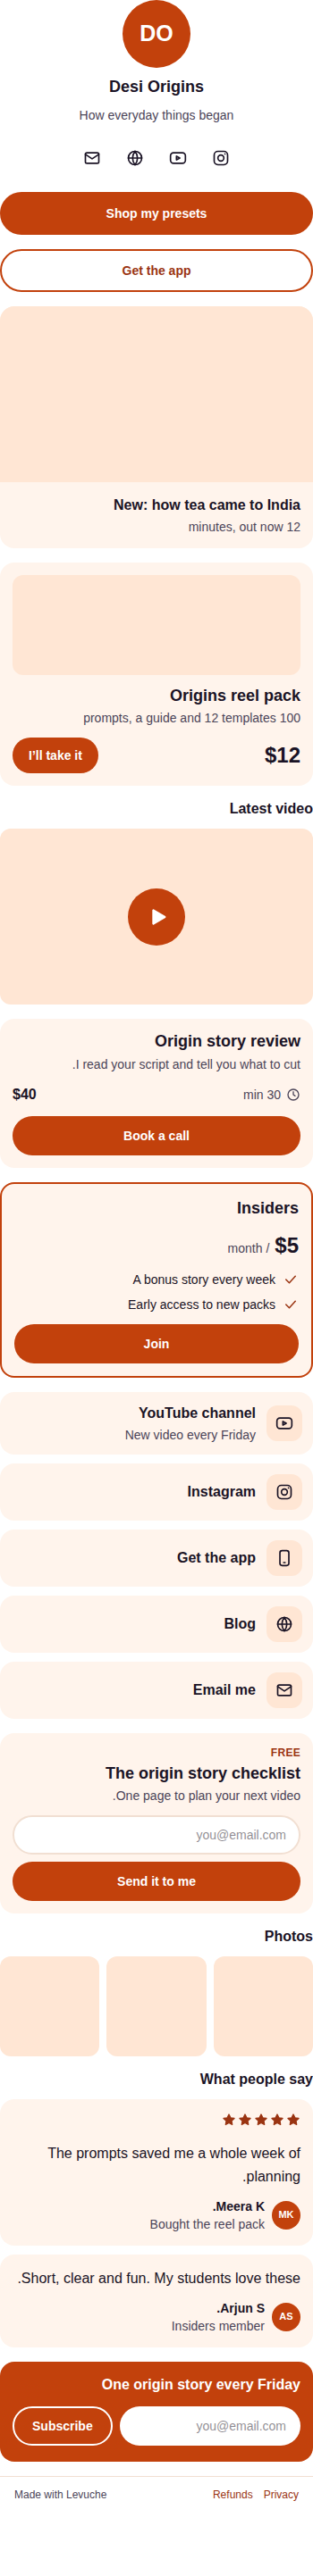 DO
Desi Origins
How everyday things began
Shop my presets
Get the app
New: how tea came to India
minutes, out now 12
Origins reel pack
prompts, a guide and 12 templates 100
I'll take it
$12
Latest video
Origin story review
.I read your script and tell you what to cut
$40
min 30
Book a call
Insiders
month / $5
A bonus story every week
Early access to new packs
Join
YouTube channel
New video every Friday
Instagram
Get the app
Blog
Email me
FREE
The origin story checklist
.One page to plan your next video
you@email.com
Send it to me
Photos
What people say
The prompts saved me a whole week of
.planning
.Meera K
MK
Bought the reel pack
.Short, clear and fun. My students love these
.Arjun S
AS
Insiders member
One origin story every Friday
Subscribe
you@email.com
Made with Levuche
Refunds
Privacy